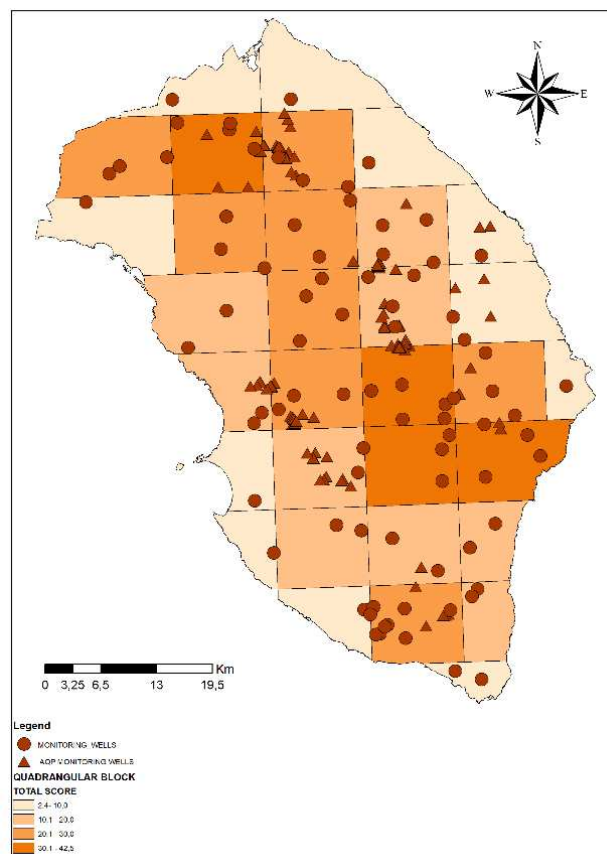 N
W E
S
Km
0 3,25 6,5 13 19,5
Legend
MONITORING WELLS
AQP MONITORING WELLS
QUADRANGULAR BLOCK
TOTAL SCORE
2,4 - 10,0
10,1 - 20,0
20,1 - 30,0
30,1 - 42,5